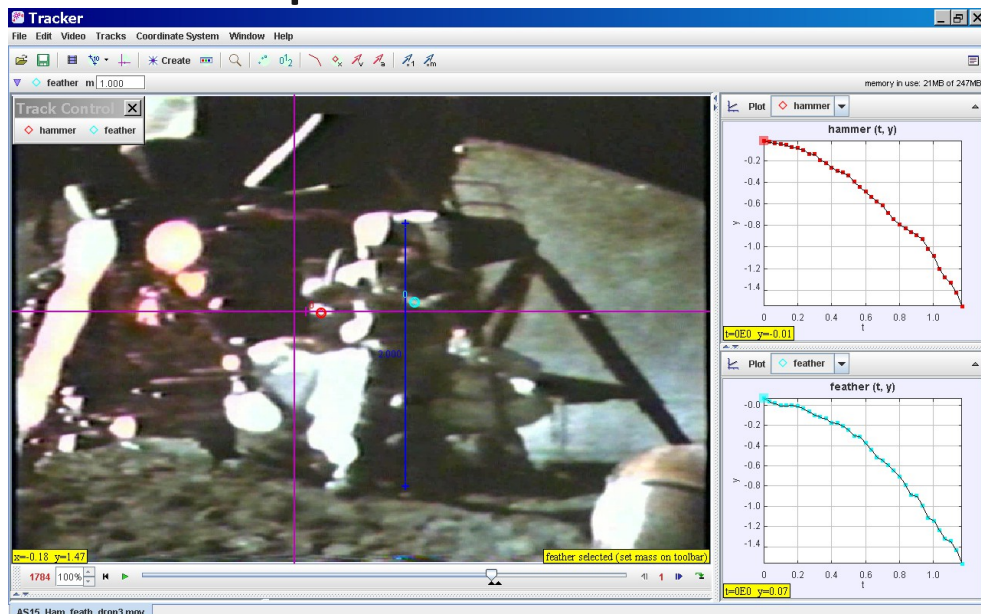 Tracker
File Edit Video Tracks Coordinate System Window Help
Create
feather m 1.000
memory in use: 21MB of 247MB
Track Control
hammer feather
Plot hammer
hammer (t, y)
-0.2
-0.4
-0.6
-0.8
-1.0
-1.2
-1.4
y
0.0 0.2 0.4 0.6 0.8 1.0
t
t=0E0 y=-0.01
Plot feather
feather (t, y)
-0.0
-0.2
-0.4
-0.6
-0.8
-1.0
-1.2
-1.4
y
0.0 0.2 0.4 0.6 0.8 1.0
t
t=0E0 y=0.07
x=-0.18 y=1.47
feather selected (set mass on toolbar)
1784 100% 1
AS15_Ham_feath_drop3.mov